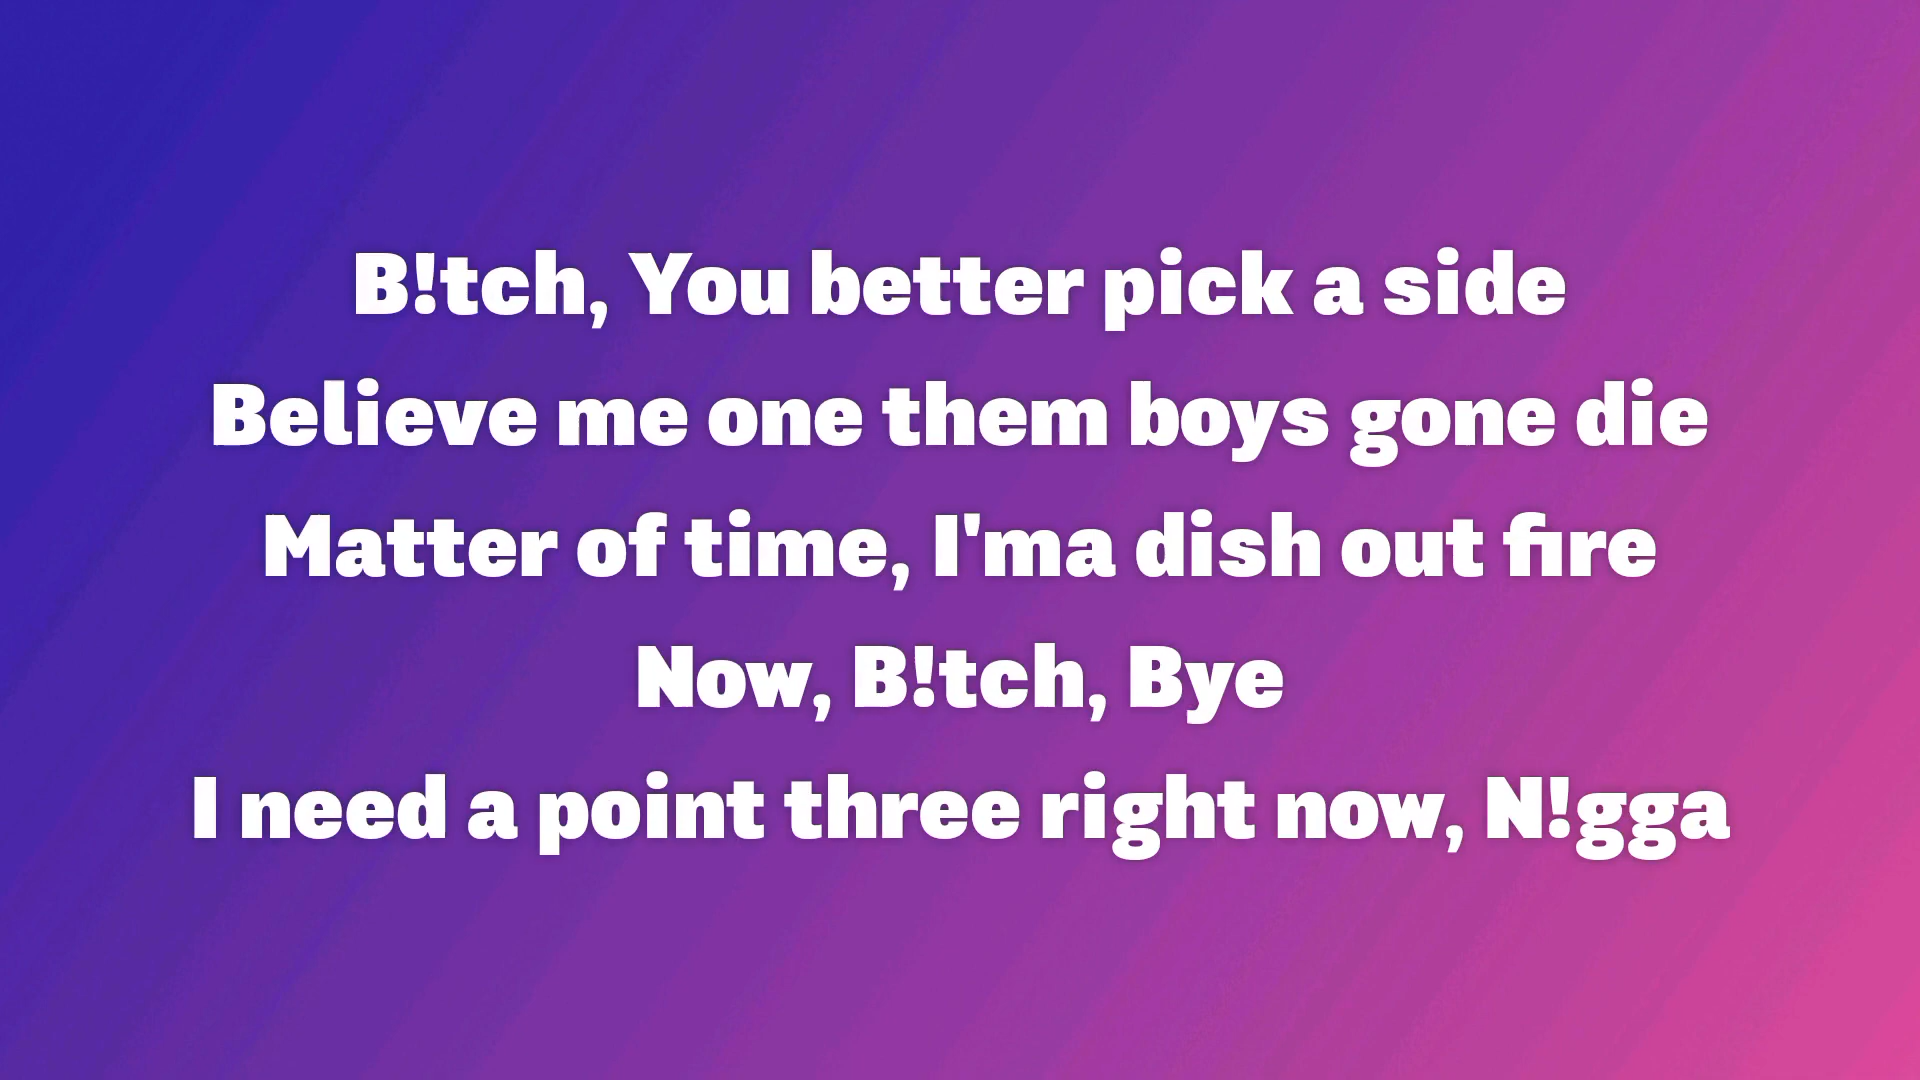 B!tch, You better pick a side
Believe me one them boys gone die
Matter of time, I'ma dish out fire
Now, B!tch, Bye
I need a point three right now, N!gga